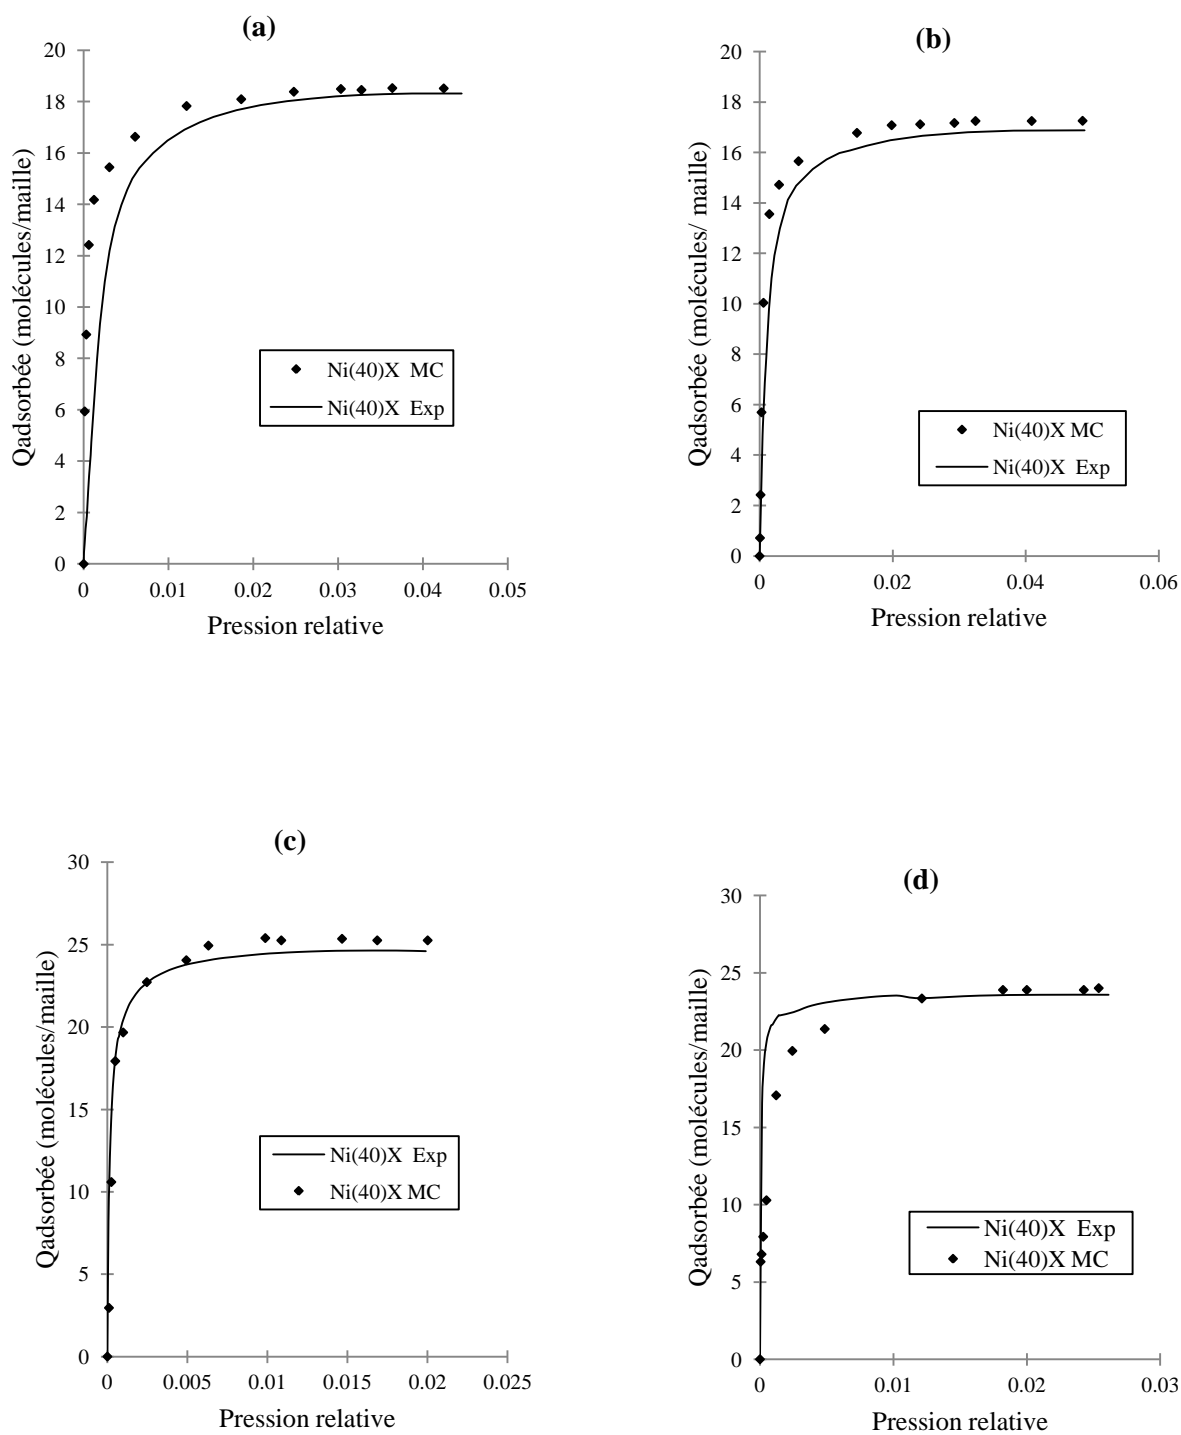 (a)
20
18
16
14
12
10
8
6
4
2
0
0 0.01 0.02 0.03 0.04 0.05
Qadsorbée (molécules/maille)
Pression relative
Ni(40)X MC
Ni(40)X Exp
(b)
20
18
16
14
12
10
8
6
4
2
0
0 0.02 0.04 0.06
Qadsorbée (molécules/ maille)
Pression relative
Ni(40)X MC
Ni(40)X Exp
(c)
30
25
20
15
10
5
0
0 0.005 0.01 0.015 0.02 0.025
Qadsorbée (molécules/maille)
Pression relative
Ni(40)X Exp
Ni(40)X MC
(d)
30
25
20
15
10
5
0
0 0.01 0.02 0.03
Qadsorbée (molécules/maille)
Pression relative
Ni(40)X Exp
Ni(40)X MC